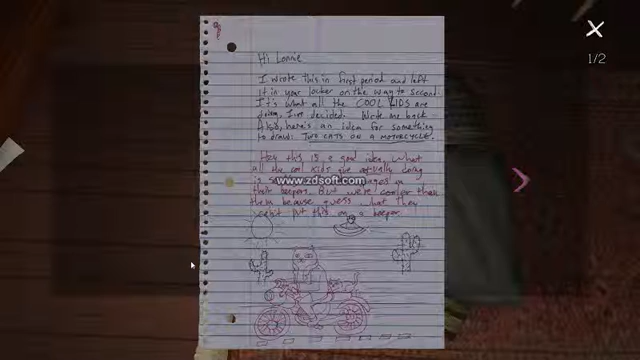 1/2
Hi Lonnie
I wrote this in first period and left
it in your locker on the way to second.
It's what all the COOL KIDS are
doing, I've decided. Write me back
Also, here's an idea for something
to draw: TWO CATS ON A MOTORCYCLE.
Hey this is a good idea, What
all the cool kids are actually doing
is
www.zdsoft.com
their beepers. But we're cooler than
them because guess what they
can't put this on a beeper